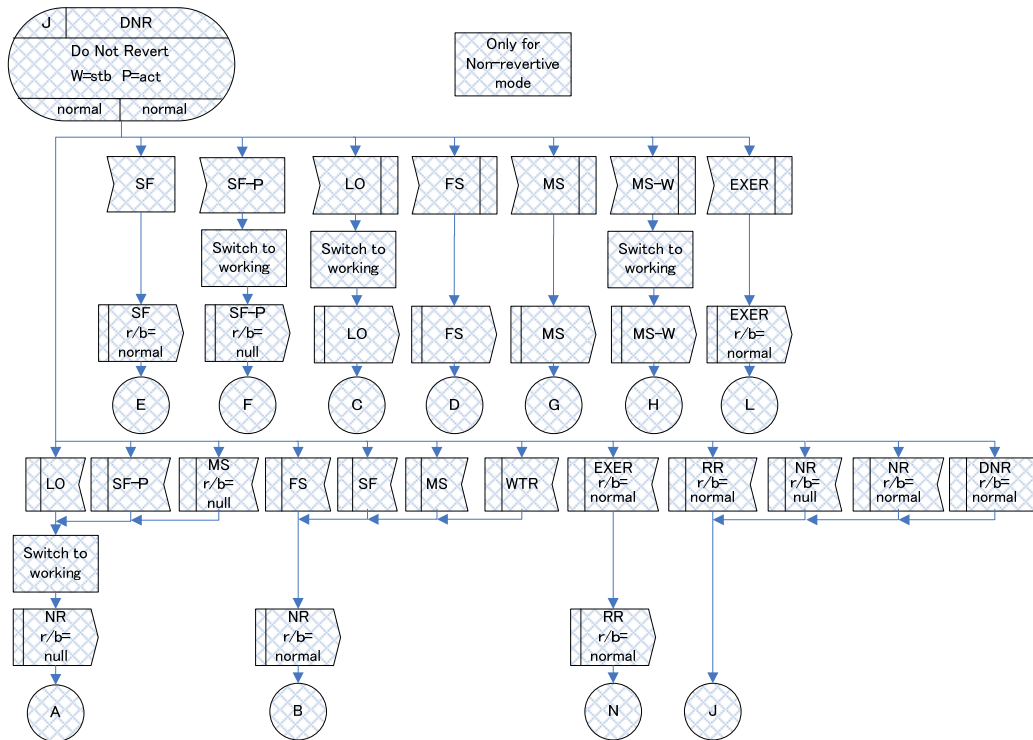 J DNR
Do Not Revert
W=stb P=act
normal normal
Only for
Non-revertive
mode
SF SF-P LO FS MS MS-W EXER
Switch to
working
Switch to
working
Switch to
working
SF
r/b=
normal
SF-P
r/b=
null
LO
FS
MS
MS-W
EXER
r/b=
normal
E F C D G H L
LO
SF-P
MS
r/b=
null
FS
SF
MS
WTR
EXER
r/b=
normal
RR
r/b=
normal
NR
r/b=
null
NR
r/b=
normal
DNR
r/b=
normal
Switch to
working
NR
r/b=
null
NR
r/b=
normal
RR
r/b=
normal
A B N J